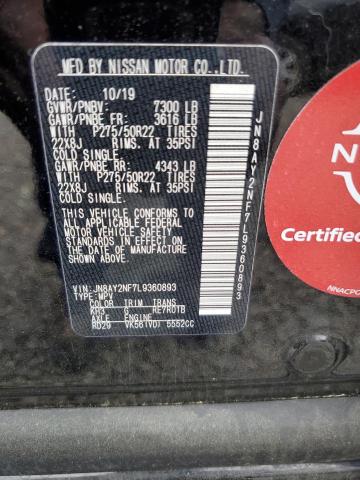 MFD BY NISSAN MOTOR CO.,LTD.
DATE: 10/19
GVWR/PNBV: 7300 LB
GAWR/PNBE FR: 3616 LB
WITH P275/50R22 TIRES
22X8J RIMS. AT 35PSI
COLD SINGLE.
GAWR/PNBE RR: 4343 LB
WITH P275/50R22 TIRES
22X8J RIMS. AT 35PSI
COLD SINGLE.
THIS VEHICLE CONFORMS TO
ALL APPLICABLE FEDERAL
MOTOR VEHICLE SAFETY
STANDARDS IN EFFECT ON
THE DATE OF MANUFACTURE
SHOWN ABOVE.
VIN: JN8AY2NF7L9360893
TYPE: MPV
COLOR TRIM TRANS
KH3 G RE7R01B
AXLE ENGINE
RD29 VK56(VD) 5552CC
JN8AY2NF7L9360893
Certified